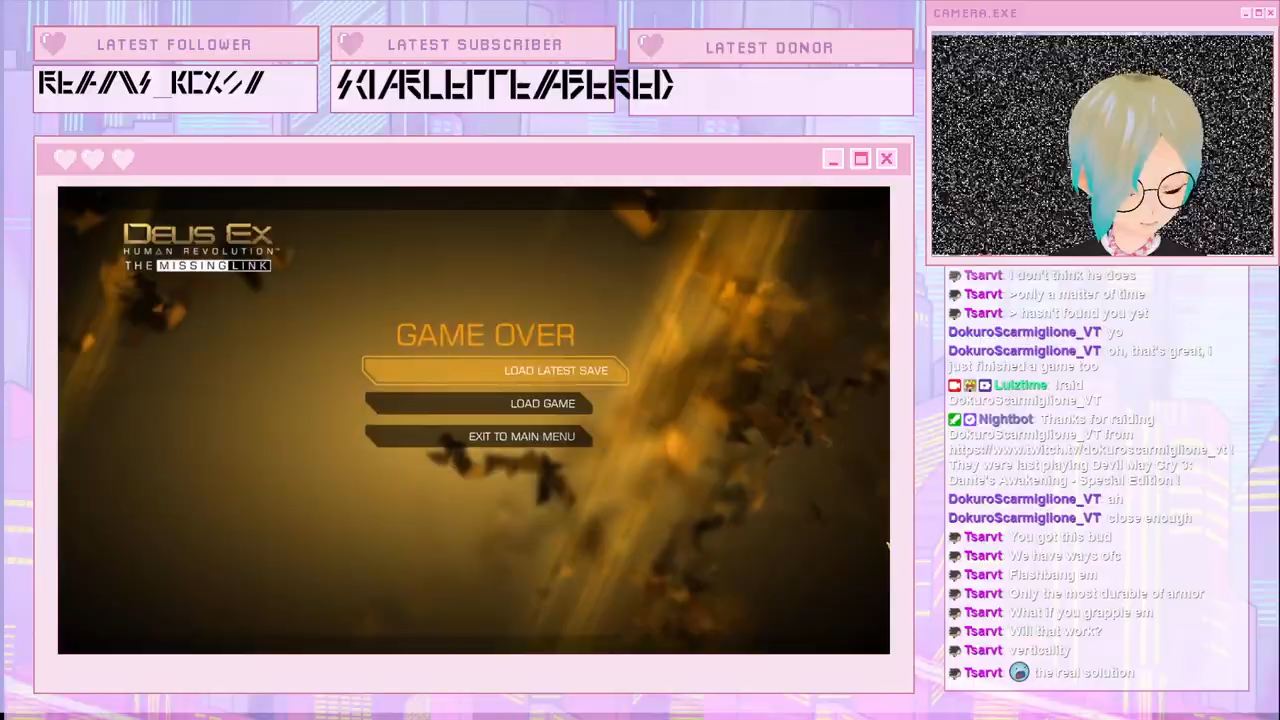 LATEST FOLLOWER
LATEST SUBSCRIBER
LATEST DONOR
CAMERA.EXE
DEUS EX
HUMAN REVOLUTION™
THE MISSING LINK
GAME OVER
LOAD LATEST SAVE
LOAD GAME
EXIT TO MAIN MENU
Tsarvt I don't think he does
Tsarvt >only a matter of time
Tsarvt > hasn't found you yet
DokuroScarmiglione_VT yo
DokuroScarmiglione_VT oh, that's great, i
just finished a game too
Luiztime !raid
DokuroScarmiglione_VT
Nightbot Thanks for raiding
DokuroScarmiglione_VT from
https://www.twitch.tv/dokuroscarmiglione_vt !
They were last playing Devil May Cry 3:
Dante's Awakening - Special Edition !
DokuroScarmiglione_VT ah
DokuroScarmiglione_VT close enough
Tsarvt You got this bud
Tsarvt We have ways ofc
Tsarvt Flashbang em
Tsarvt Only the most durable of armor
Tsarvt What if you grapple em
Tsarvt Will that work?
Tsarvt verticality
Tsarvt the real solution